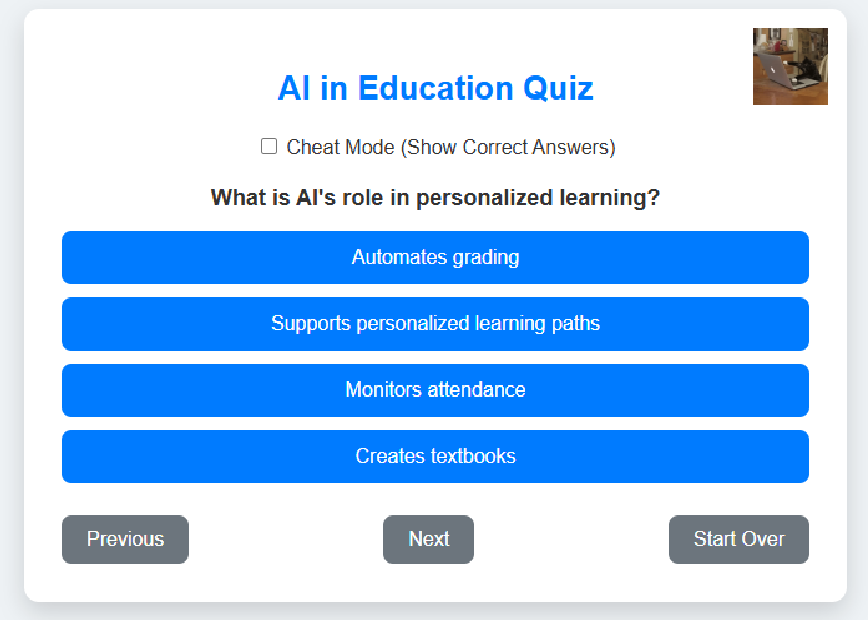 AI in Education Quiz
Cheat Mode (Show Correct Answers)
What is AI's role in personalized learning?
Automates grading
Supports personalized learning paths
Monitors attendance
Creates textbooks
Previous
Next
Start Over